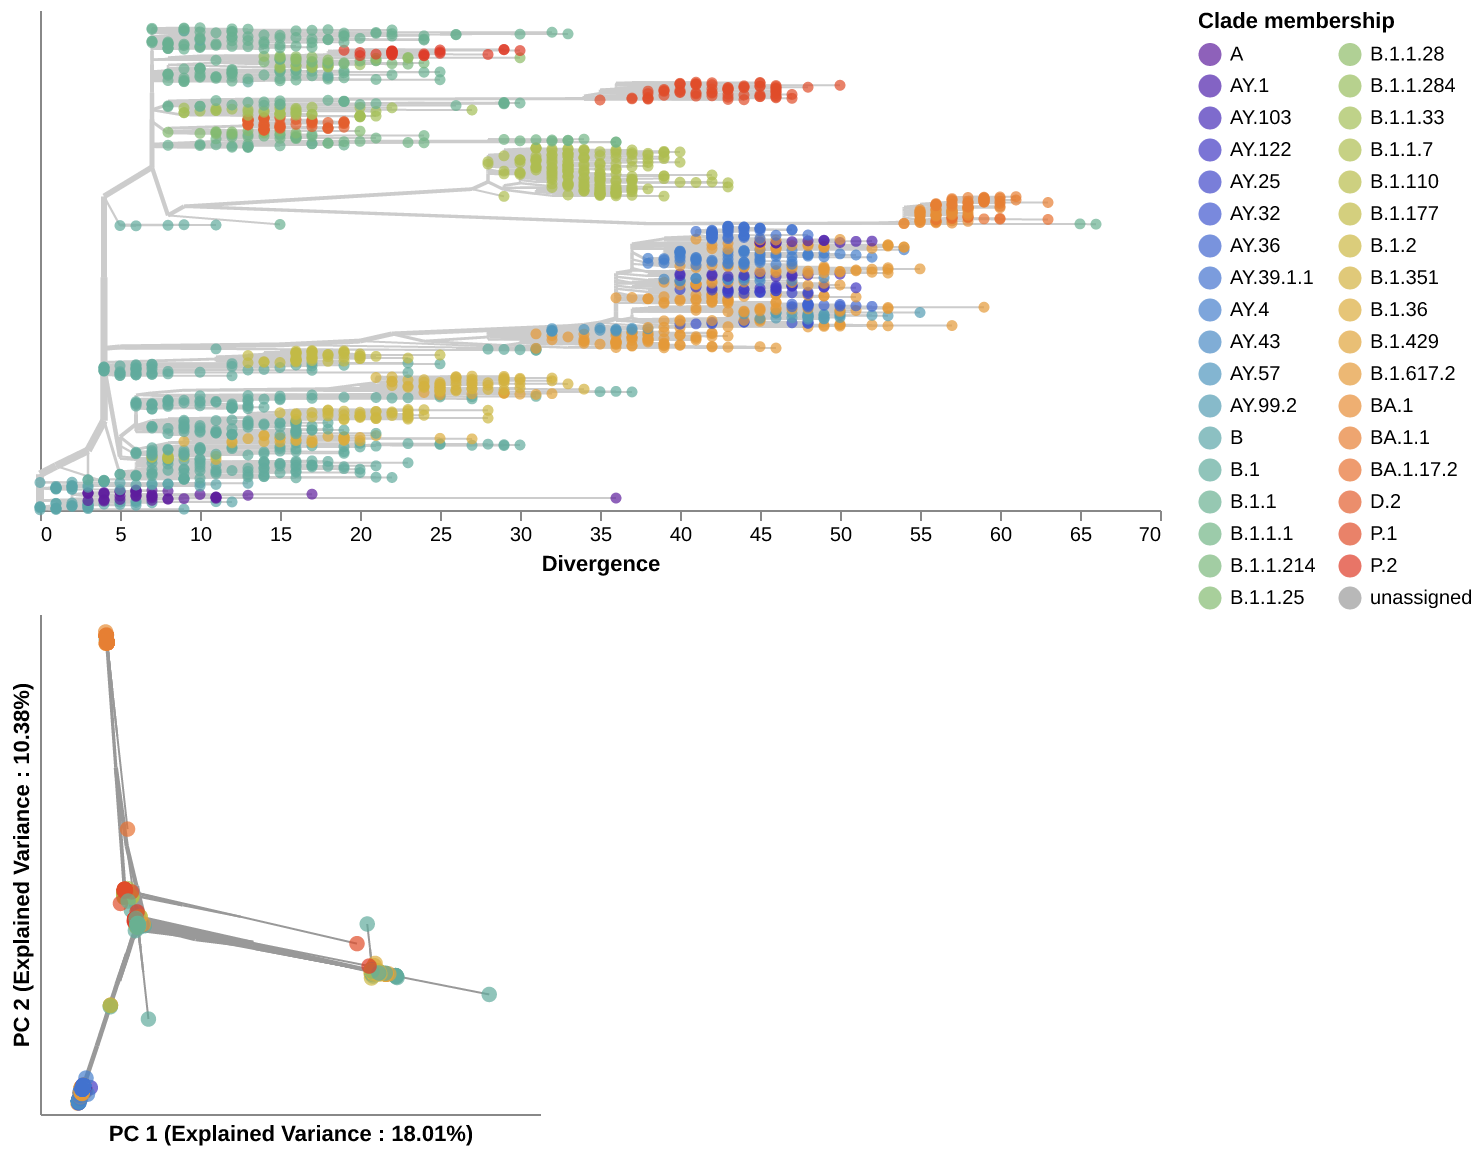 Clade membership
A
AY.1
AY.103
AY.122
AY.25
AY.32
AY.36
AY.39.1.1
AY.4
AY.43
AY.57
AY.99.2
B
B.1
B.1.1
B.1.1.1
B.1.1.214
B.1.1.25
B.1.1.28
B.1.1.284
B.1.1.33
B.1.1.7
B.1.110
B.1.177
B.1.2
B.1.351
B.1.36
B.1.429
B.1.617.2
BA.1
BA.1.1
BA.1.17.2
D.2
P.1
P.2
unassigned
0 5 10 15 20 25 30 35 40 45 50 55 60 65 70
Divergence
PC 2 (Explained Variance : 10.38%)
PC 1 (Explained Variance : 18.01%)